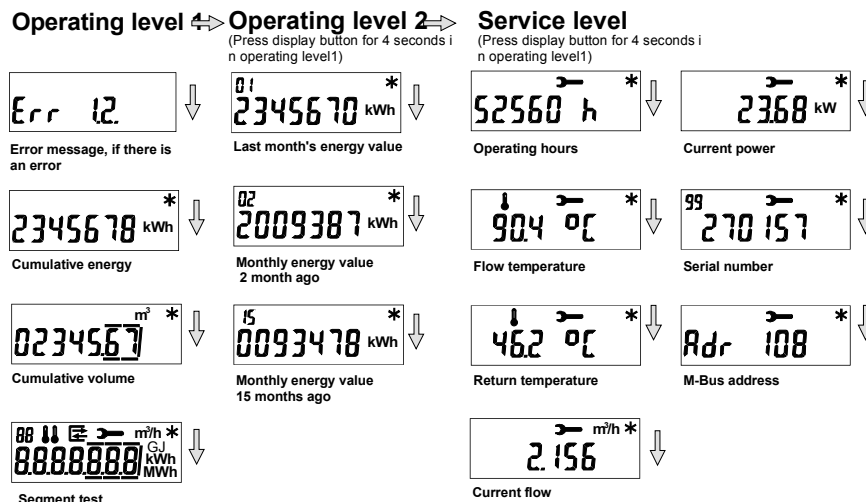 Operating level 1
Error message, if there is
an error
Err 1.2.
2345678 kWh
Cumulative energy
m³
02345.67
Cumulative volume
88 m³/h
8.8.8.8.8.8.8 GJ kWh MWh
Segment test
Operating level 2
(Press display button for 4 seconds i
n operating level1)
01
2345670 kWh
Last month's energy value
02
2009387 kWh
Monthly energy value
2 month ago
15
0093478 kWh
Monthly energy value
15 months ago
Service level
(Press display button for 4 seconds i
n operating level1)
52560 h
Operating hours
90.4 °C
Flow temperature
46.2 °C
Return temperature
m³/h
2.156
Current flow
23.68 kW
Current power
99
270157
Serial number
Adr 108
M-Bus address